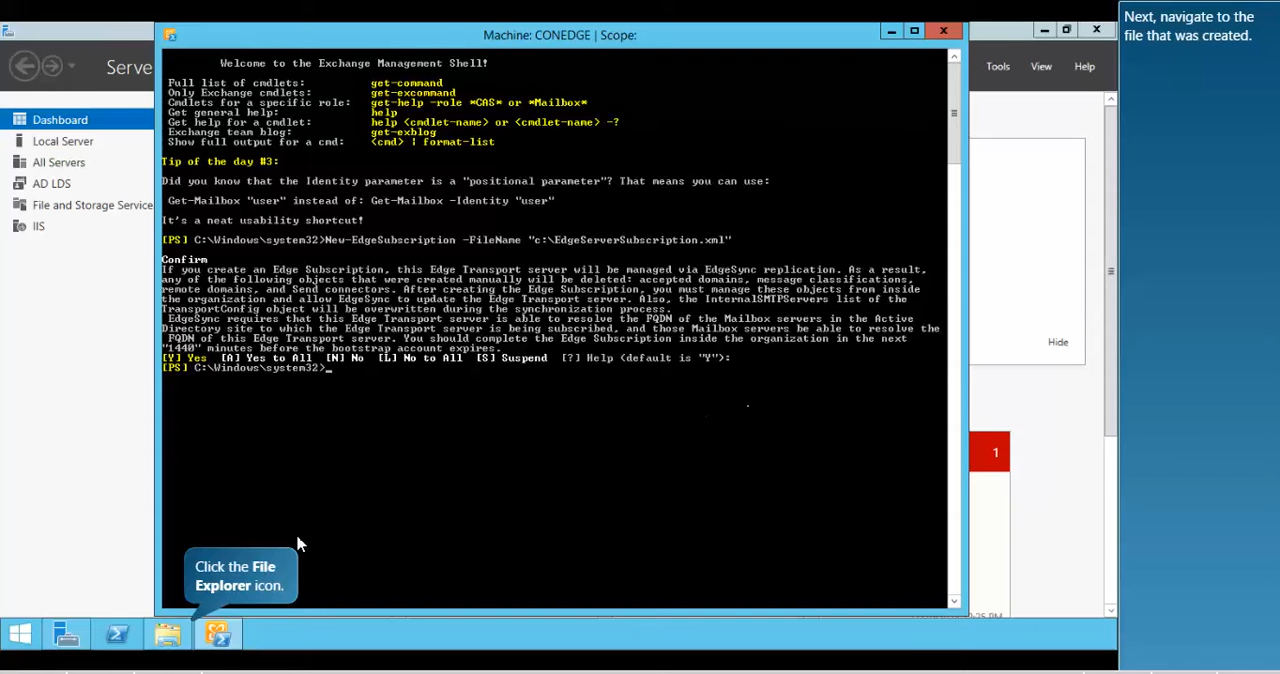 Machine: CONEDGE | Scope:
Next, navigate to the
file that was created.
Serve
Tools
View
Help
Dashboard
Local Server
All Servers
AD LDS
File and Storage Service
IIS
Welcome to the Exchange Management Shell!
Full list of cmdlets: get-command
Only Exchange cmdlets: get-excommand
Cmdlets for a specific role: get-help -role *CAS* or *Mailbox*
Get general help: help
Get help for a cmdlet: help <cmdlet-name> or <cmdlet-name> -?
Exchange team blog: get-exblog
Show full output for a cmd: <cmd> | format-list
Tip of the day #3:
Did you know that the Identity parameter is a "positional parameter"? That means you can use:
Get-Mailbox "user" instead of: Get-Mailbox -Identity "user"
It's a neat usability shortcut!
[PS] C:\Windows\system32>New-EdgeSubscription -FileName "c:\EdgeServerSubscription.xml"
Confirm
If you create an Edge Subscription, this Edge Transport server will be managed via EdgeSync replication. As a result,
any of the following objects that were created manually will be deleted: accepted domains, message classifications,
remote domains, and Send connectors. After creating the Edge Subscription, you must manage these objects from inside
the organization and allow EdgeSync to update the Edge Transport server. Also, the InternalSMTPServers list of the
TransportConfig object will be overwritten during the synchronization process.
EdgeSync requires that this Edge Transport server is able to resolve the FQDN of the Mailbox servers in the Active
Directory site to which the Edge Transport server is being subscribed, and those Mailbox servers be able to resolve the
FQDN of this Edge Transport server. You should complete the Edge Subscription inside the organization in the next
"1440" minutes before the bootstrap account expires.
[Y] Yes [A] Yes to All [N] No [L] No to All [S] Suspend [?] Help (default is "Y"):
[PS] C:\Windows\system32>_
Hide
1
Click the File
Explorer icon.